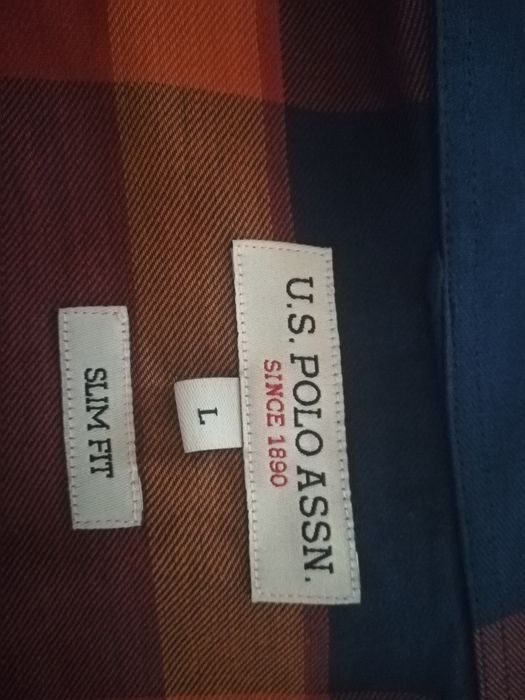 U.S. POLO ASSN.
SINCE 1890
L
SLIM FIT